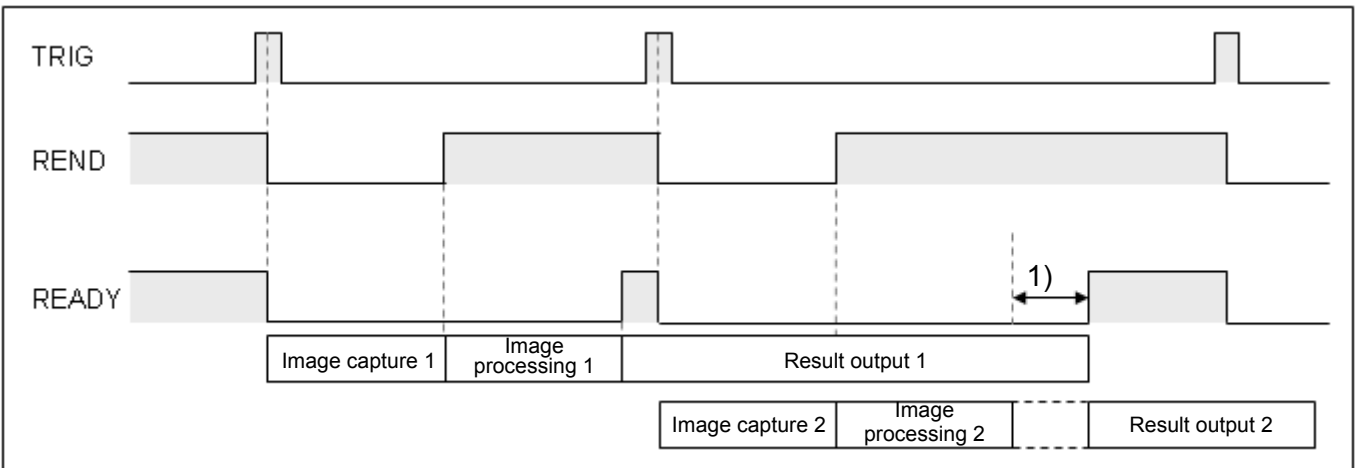 TRIG
REND
READY
1)
Image capture 1
Image
processing 1
Result output 1
Image capture 2
Image
processing 2
Result output 2